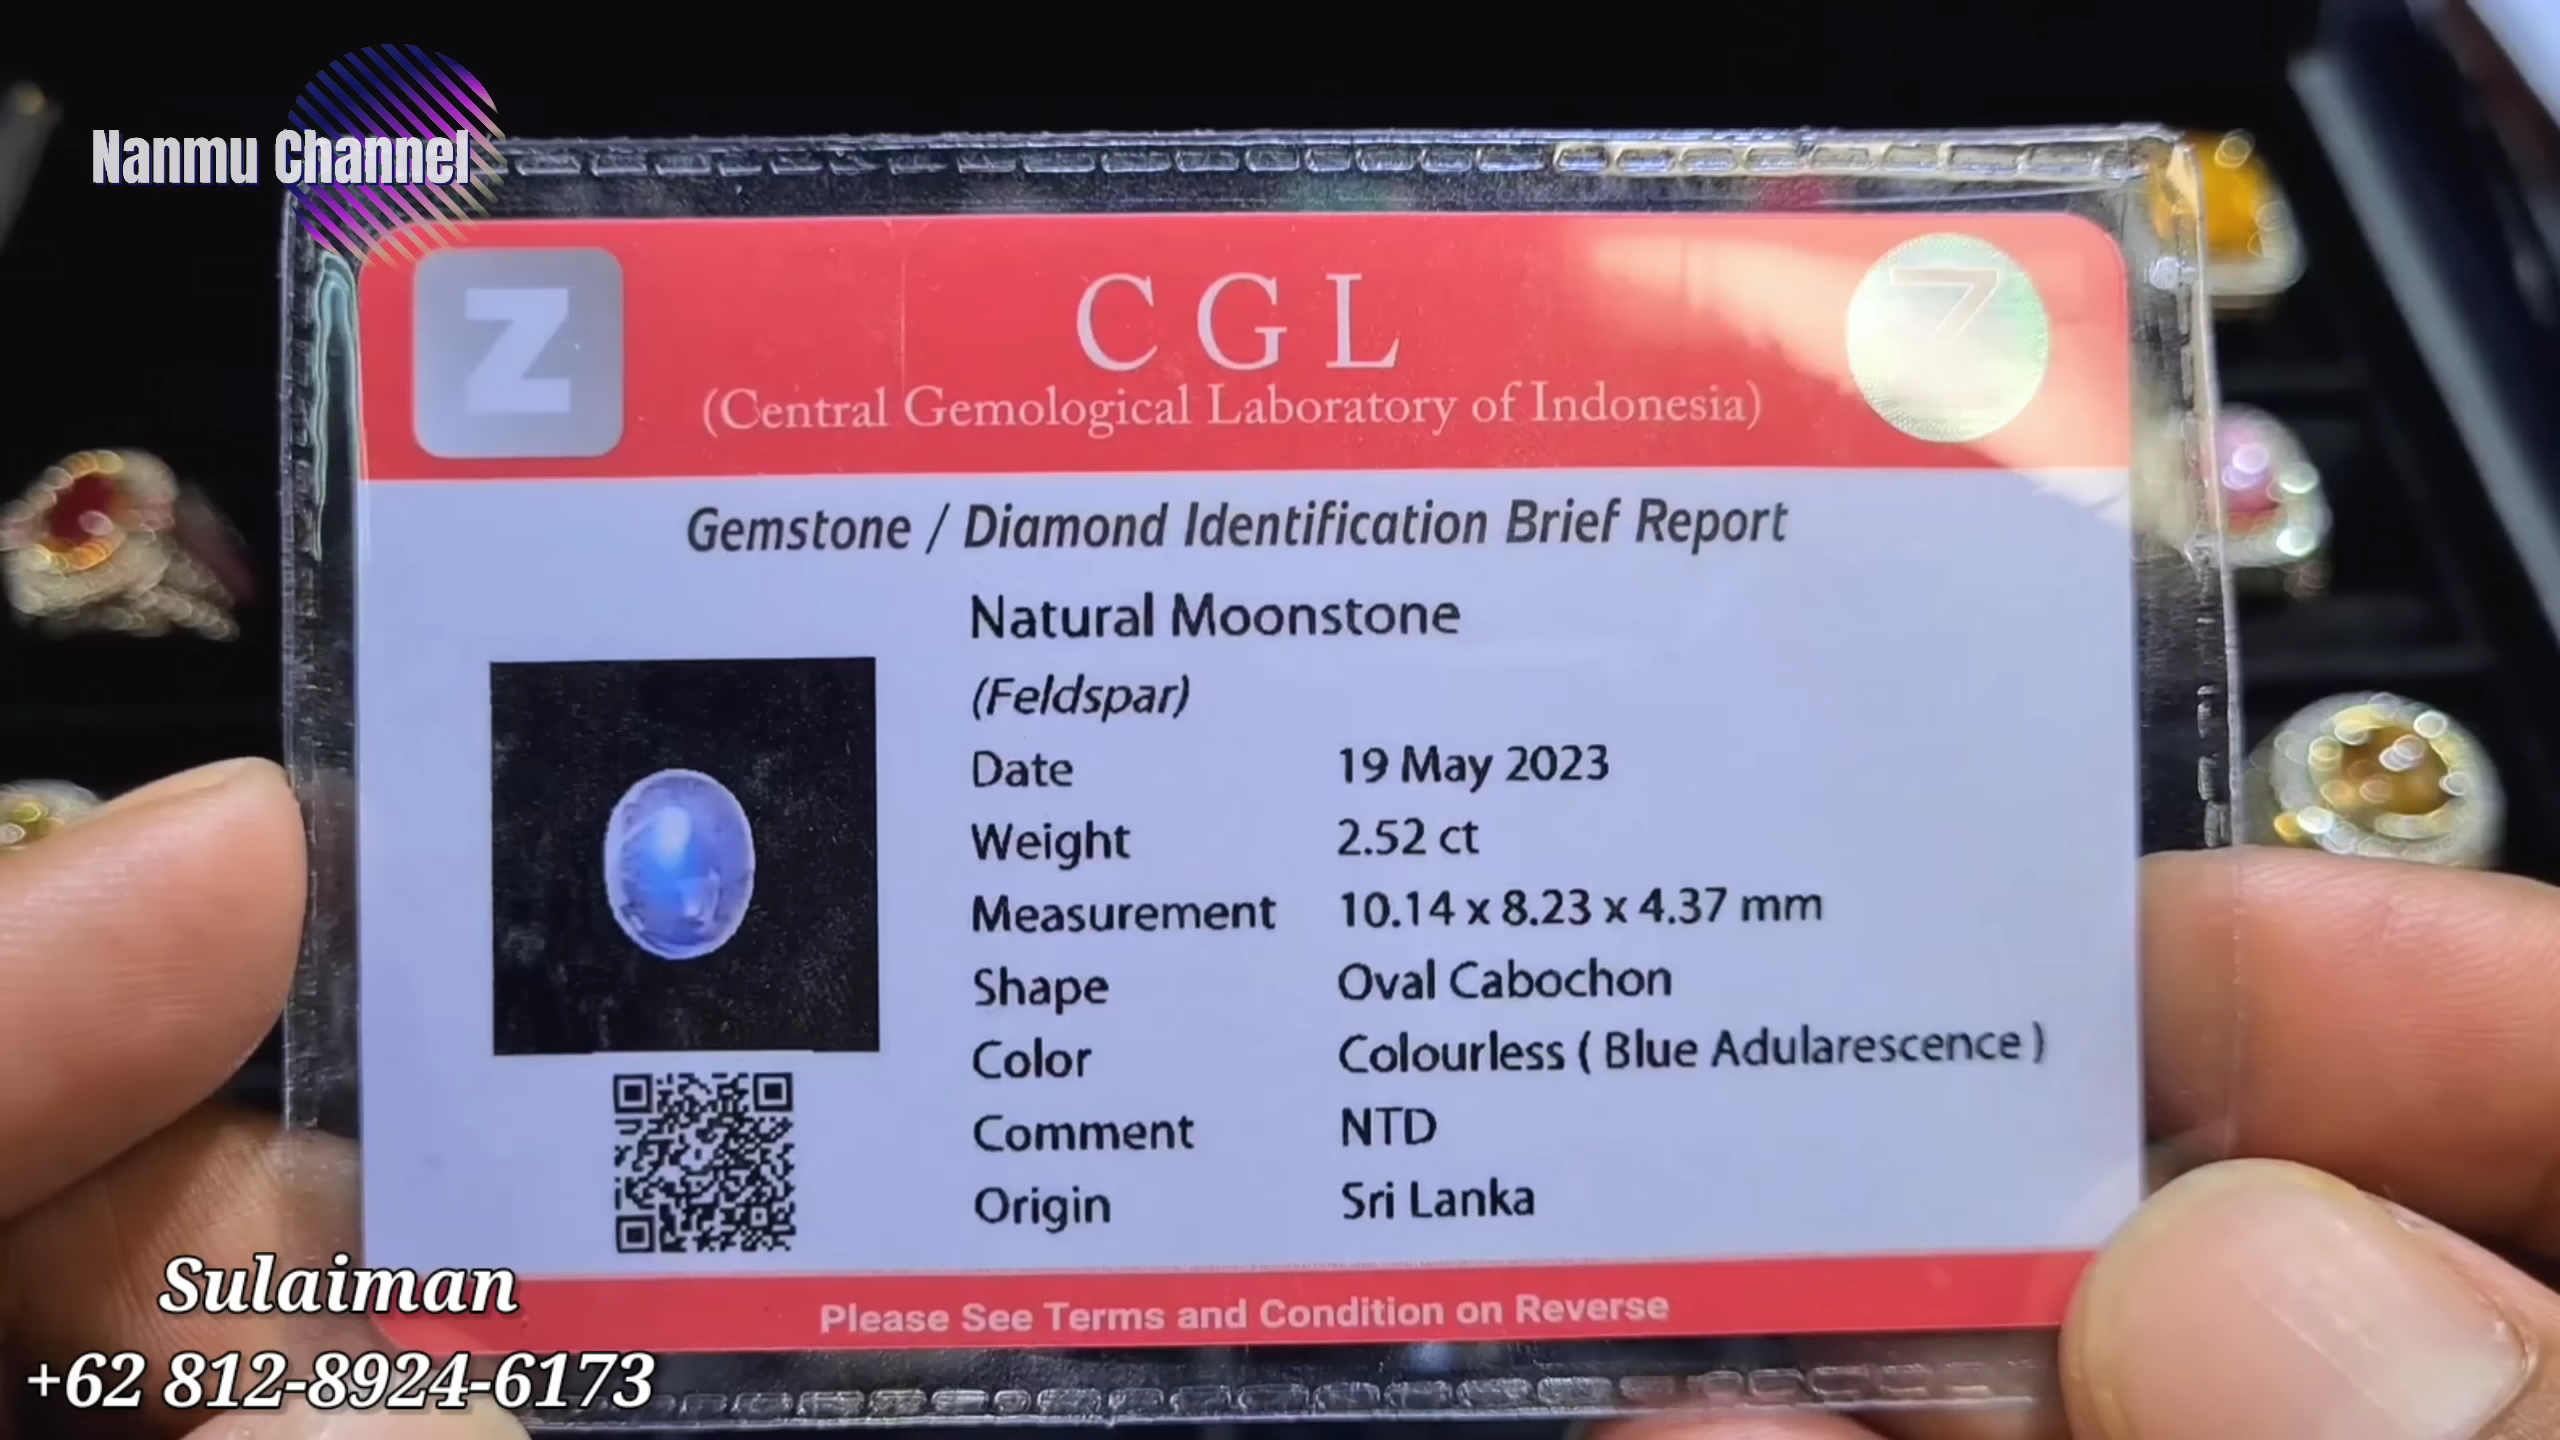 Nanmu Channel
Z
C G L
Z
(Central Gemological Laboratory of Indonesia)
Gemstone / Diamond Identification Brief Report
Natural Moonstone
(Feldspar)
Date 19 May 2023
Weight 2.52 ct
Measurement 10.14 x 8.23 x 4.37 mm
Shape Oval Cabochon
Color Colourless ( Blue Adularescence )
Comment NTD
Origin Sri Lanka
Please See Terms and Condition on Reverse
Sulaiman
+62 812-8924-6173